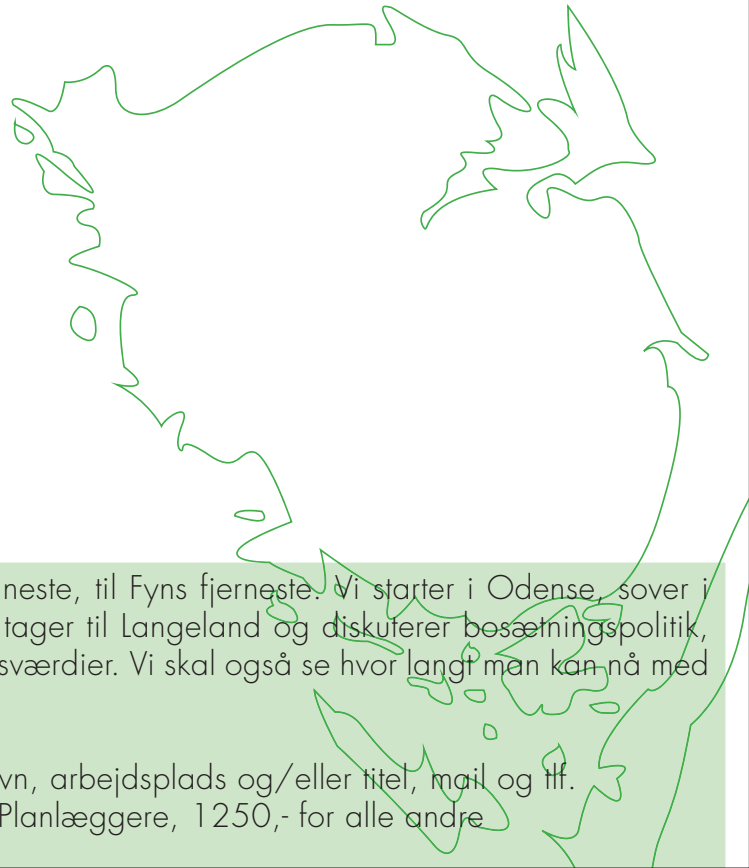 neste, til Fyns fjerneste. Vi starter i Odense, sover i
tager til Langeland og diskuterer bosætningspolitik,
sværdier. Vi skal også se hvor langt man kan nå med
vn, arbejdsplads og/eller titel, mail og tlf.
Planlæggere, 1250,- for alle andre